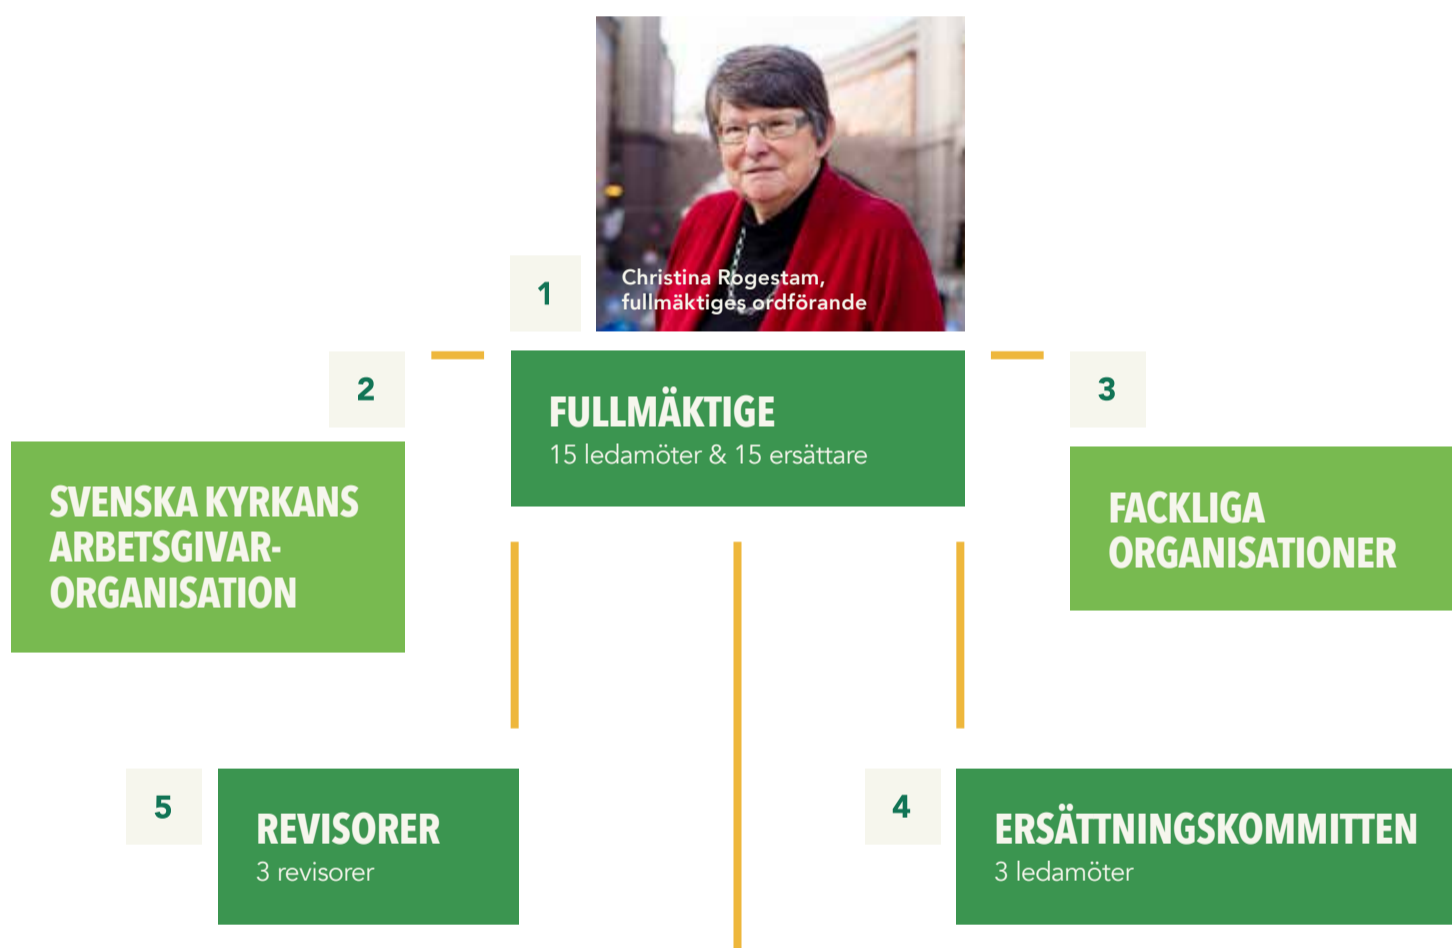 1
Christina Rogestam,
fullmäktiges ordförande
2
FULLMÄKTIGE
15 ledamöter & 15 ersättare
3
SVENSKA KYRKANS
ARBETSGIVAR-
ORGANISATION
FACKLIGA
ORGANISATIONER
5
REVISORER
3 revisorer
4
ERSÄTTNINGSKOMMITTEN
3 ledamöter